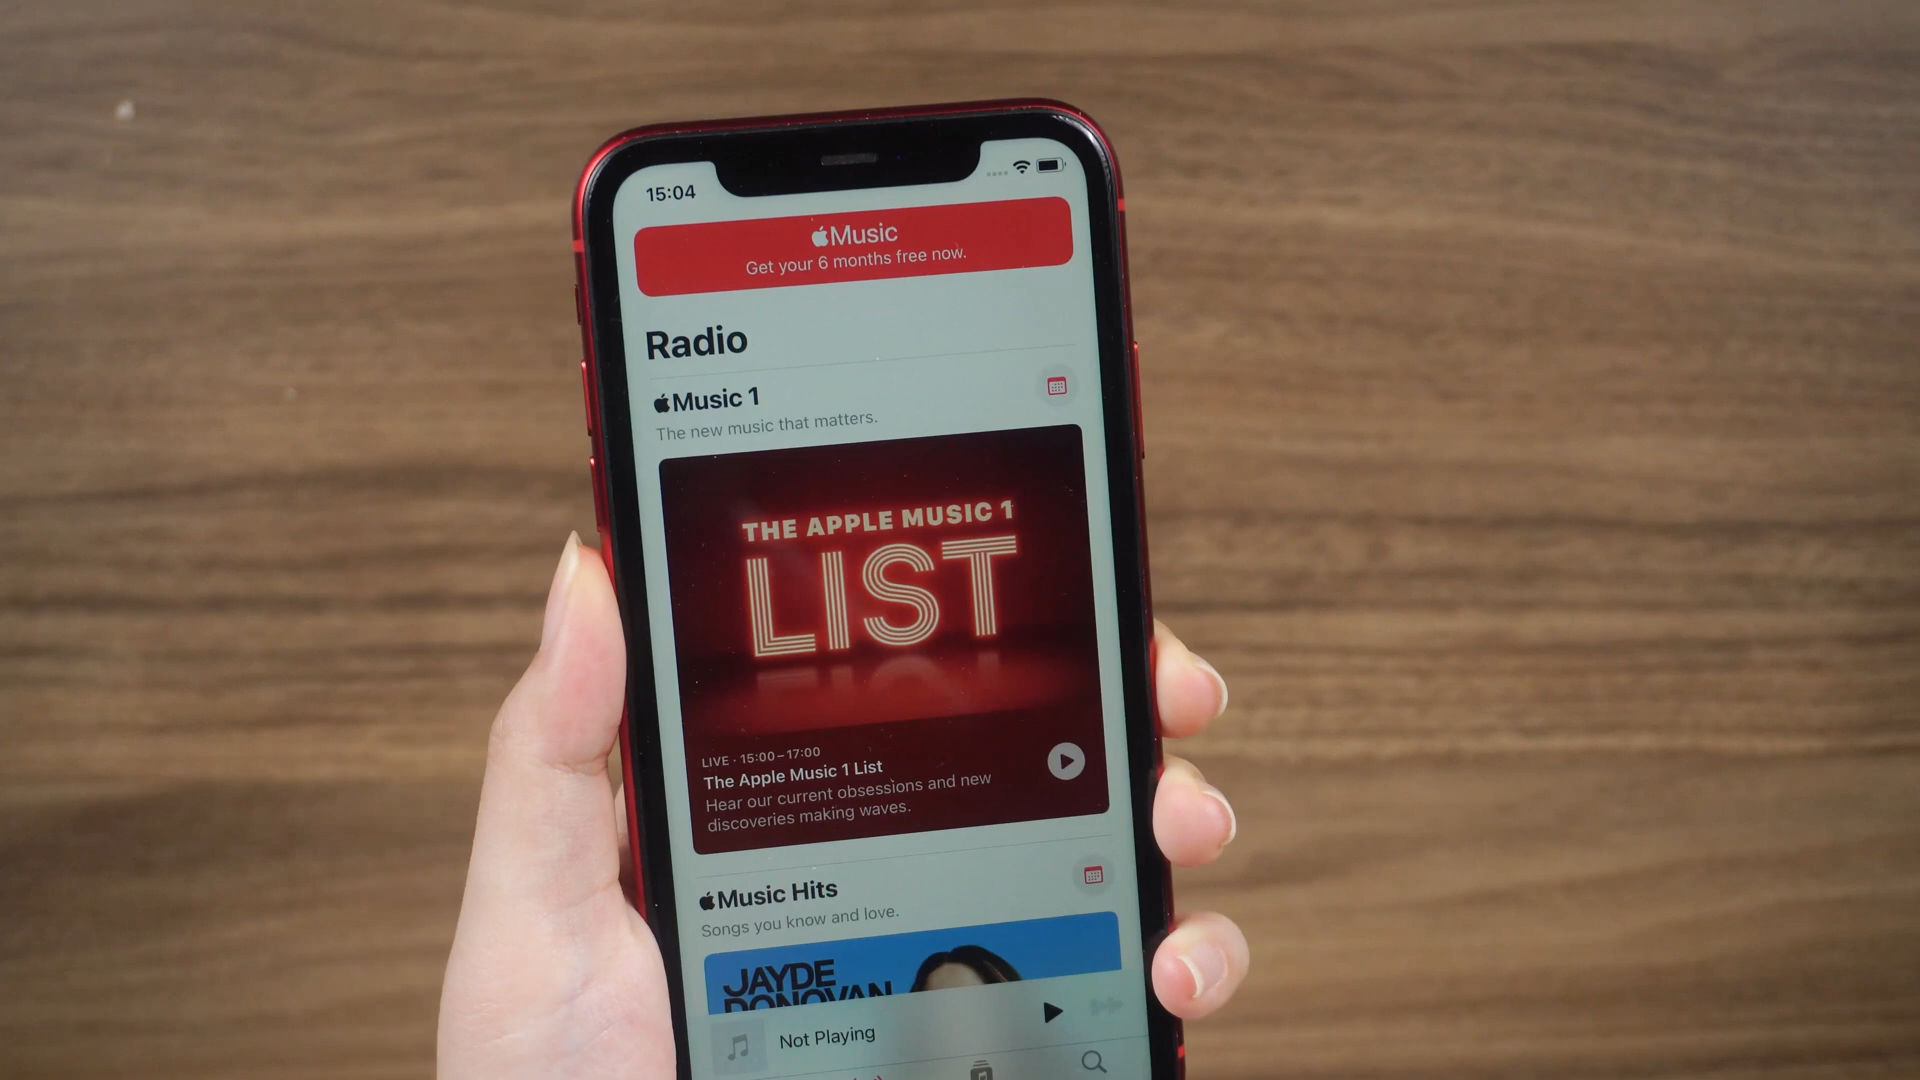 15:04
Music
Get your 6 months free now.
Radio
Music 1
The new music that matters.
THE APPLE MUSIC 1
LIST
LIVE · 15:00–17:00
The Apple Music 1 List
Hear our current obsessions and new
discoveries making waves.
Music Hits
Songs you know and love.
JAYDE
DONOVAN
Not Playing